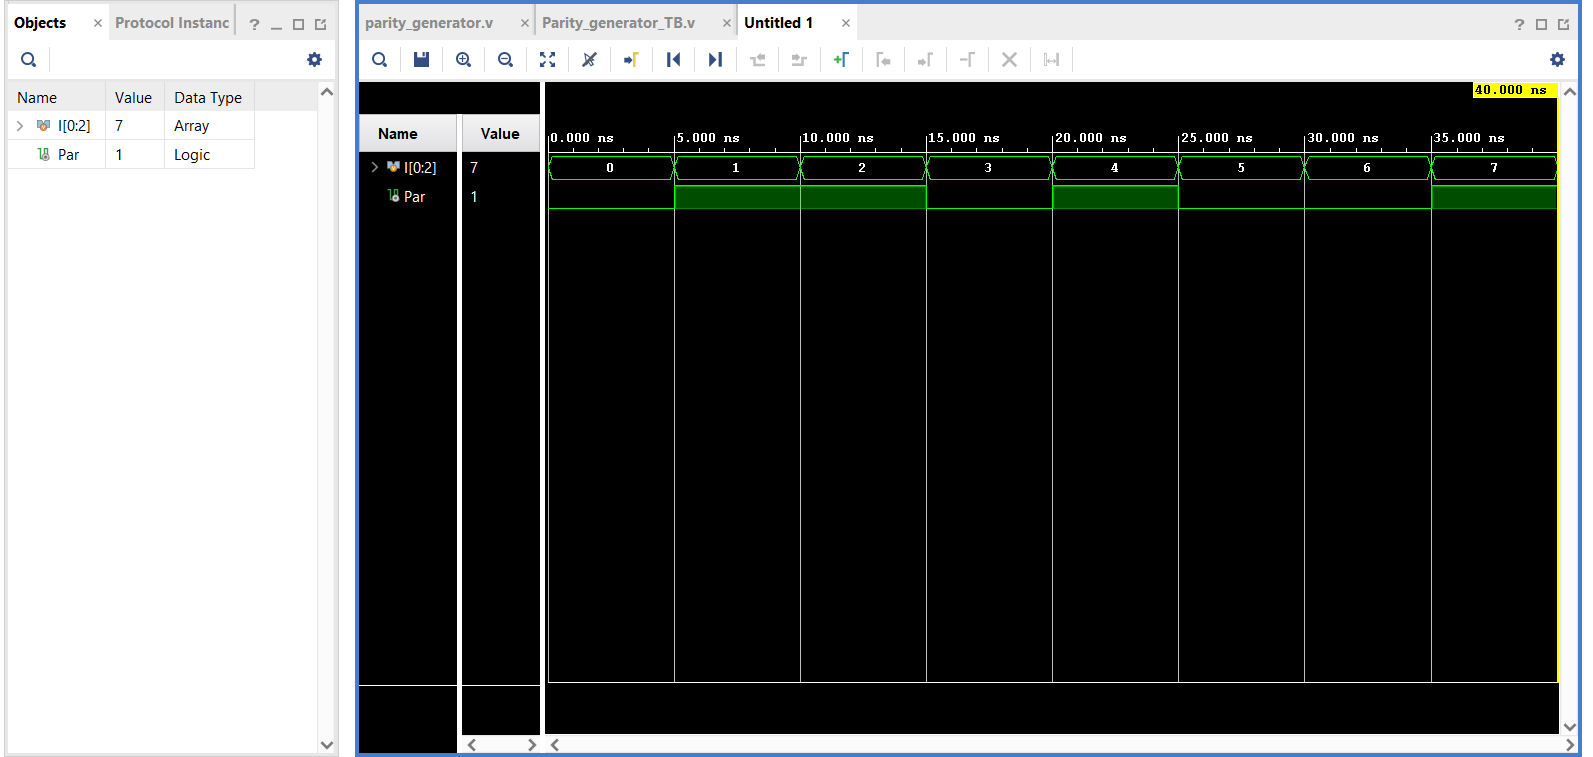 Objects × Protocol Instanc ?
Name Value Data Type
I[0:2] 7 Array
Par 1 Logic
parity_generator.v × Parity_generator_TB.v × Untitled 1 × ?
40.000 ns
Name Value
0.000 ns 5.000 ns 10.000 ns 15.000 ns 20.000 ns 25.000 ns 30.000 ns 35.000 ns
I[0:2] 7 0 1 2 3 4 5 6 7
Par 1